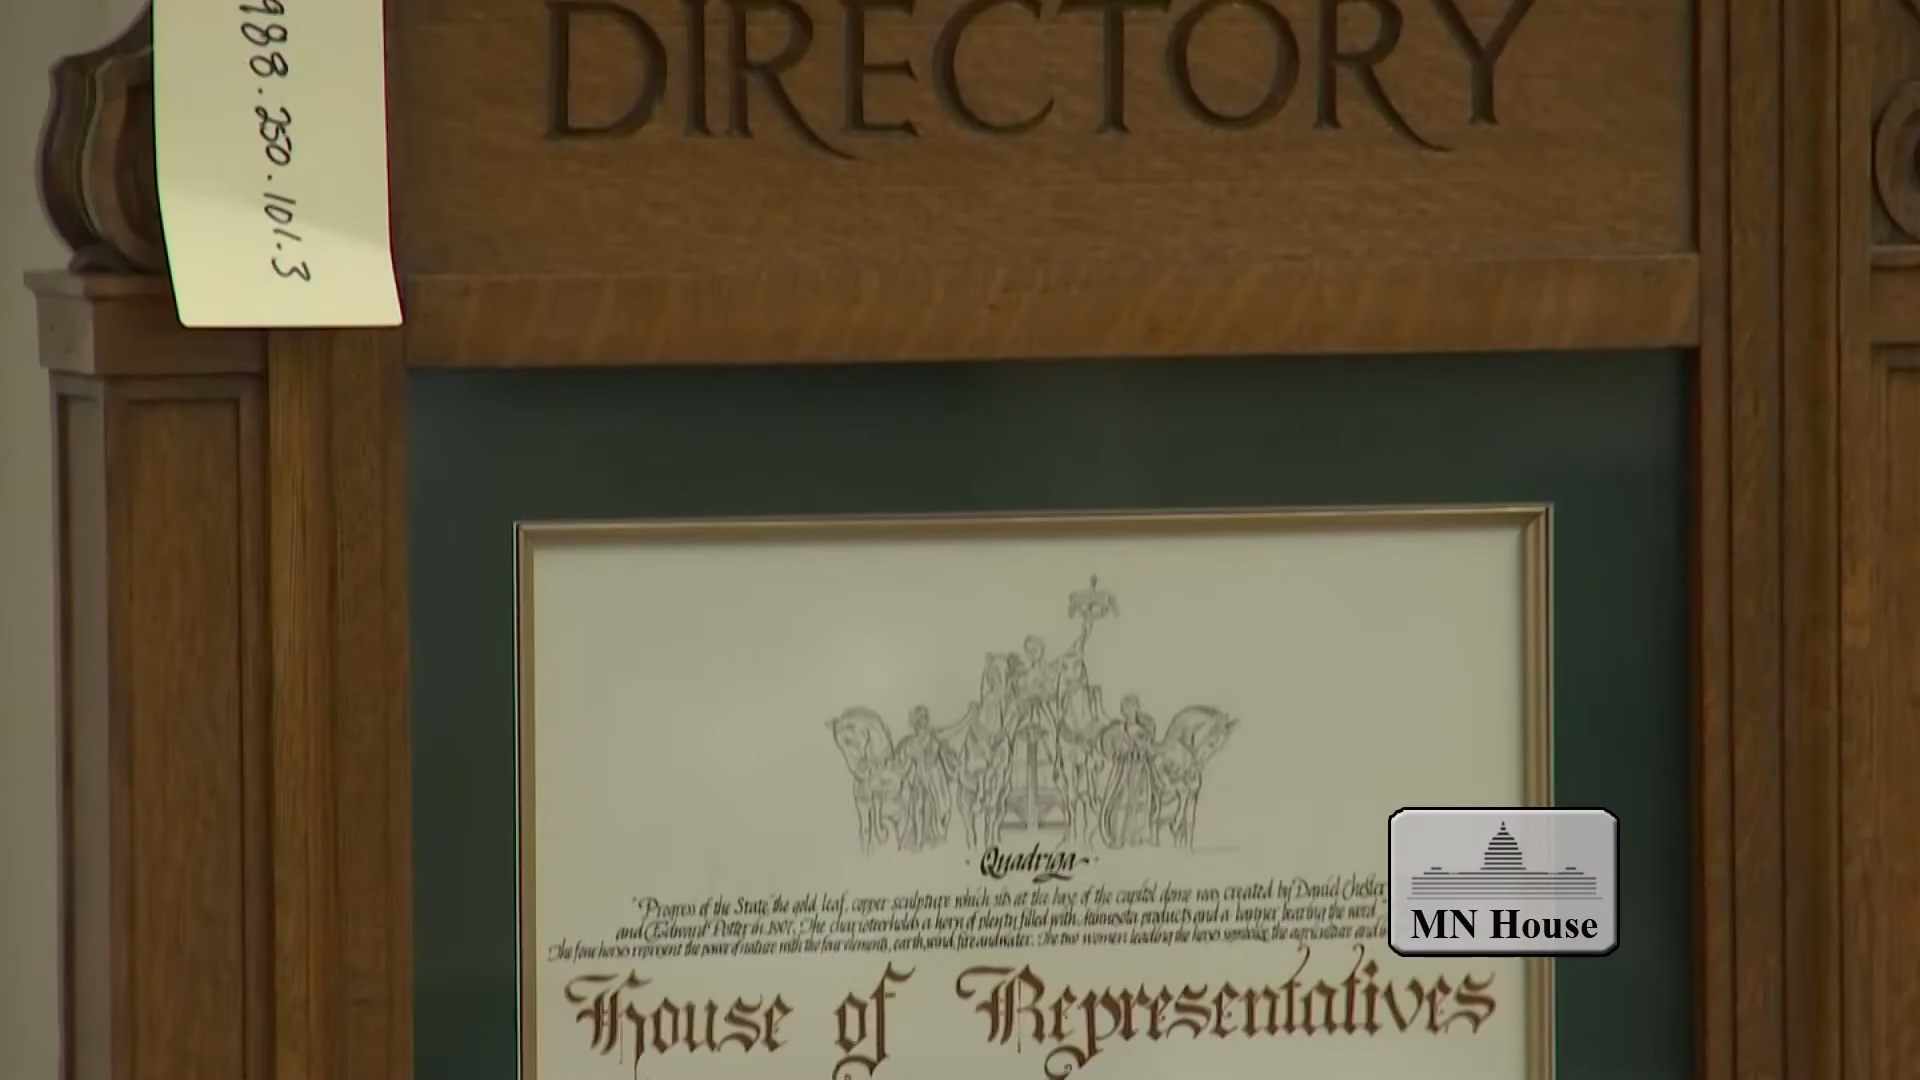 DIRECTORY
988.250.101.3
Quadriga
"Progress of the State," the gold leaf, copper sculpture which sits at the base of the capitol dome was created by Daniel Chester
and Edward Potter in 1907. The charioteer holds a horn of plenty filled with Minnesota products and a banner bearing the word
The four horses represent the power of nature with the four elements, earth, wind, fire and water. The two women leading the horses symbolize the agriculture and
House of Representatives
MN House